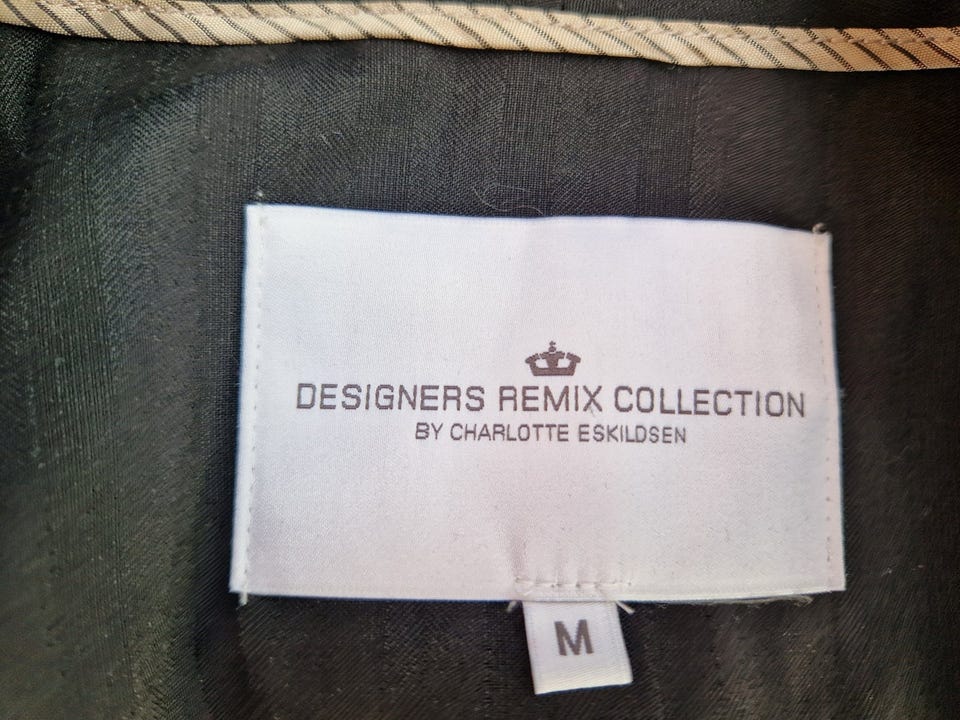 DESIGNERS REMIX COLLECTION
BY CHARLOTTE ESKILDSEN
M